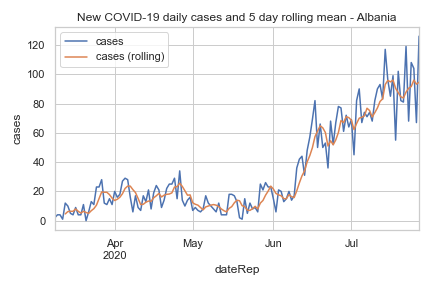 New COVID-19 daily cases and 5 day rolling mean - Albania
cases
cases (rolling)
120
100
80
60
40
20
0
cases
Apr
2020
May
Jun
Jul
dateRep